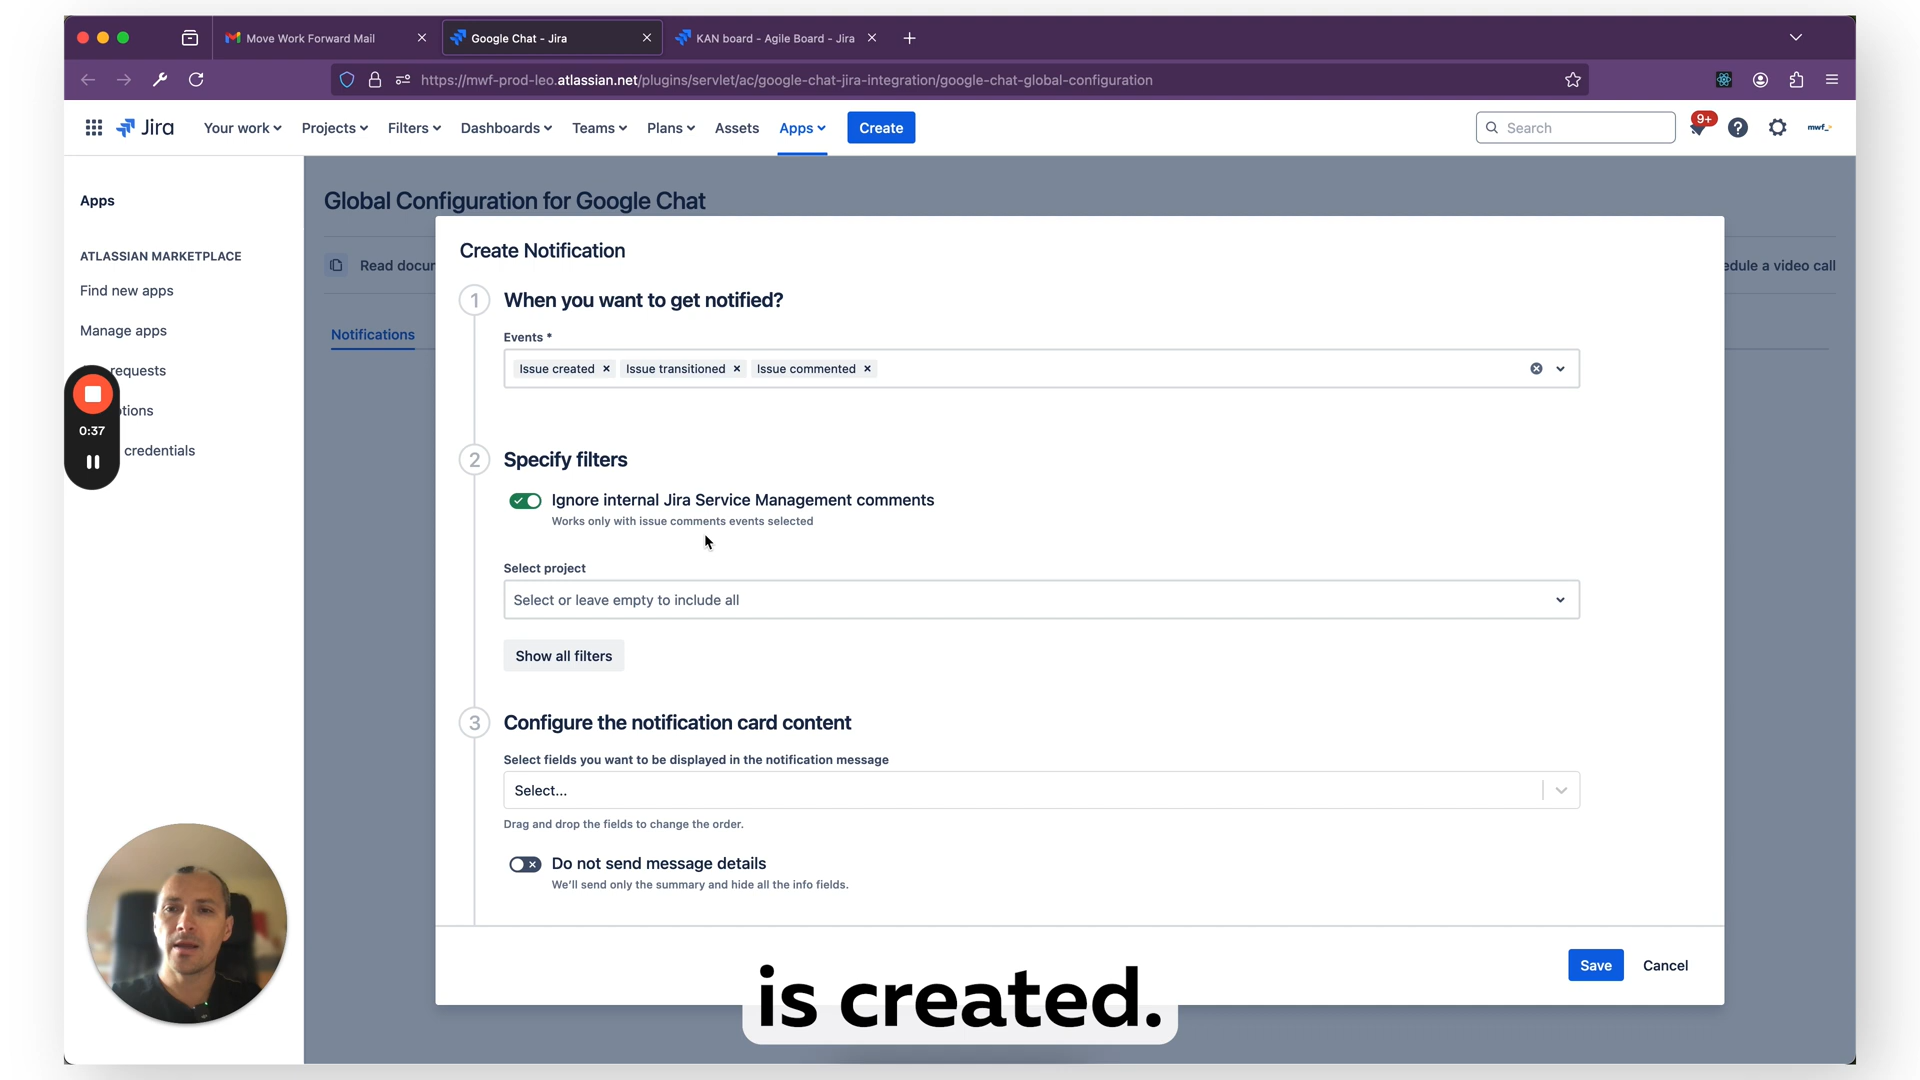 Move Work Forward Mail
Google Chat - Jira
KAN board - Agile Board - Jira
https://mwf-prod-leo.atlassian.net/plugins/servlet/ac/google-chat-jira-integration/google-chat-global-configuration
Jira
Your work
Projects
Filters
Dashboards
Teams
Plans
Assets
Apps
Create
Search
9+
mwf_
Apps
ATLASSIAN MARKETPLACE
Find new apps
Manage apps
requests
otions
credentials
0:37
Global Configuration for Google Chat
Read docur
edule a video call
Notifications
Create Notification
1 When you want to get notified?
Events *
Issue created
Issue transitioned
Issue commented
2 Specify filters
Ignore internal Jira Service Management comments
Works only with issue comments events selected
Select project
Select or leave empty to include all
Show all filters
3 Configure the notification card content
Select fields you want to be displayed in the notification message
Select...
Drag and drop the fields to change the order.
Do not send message details
We'll send only the summary and hide all the info fields.
Save
Cancel
is created.